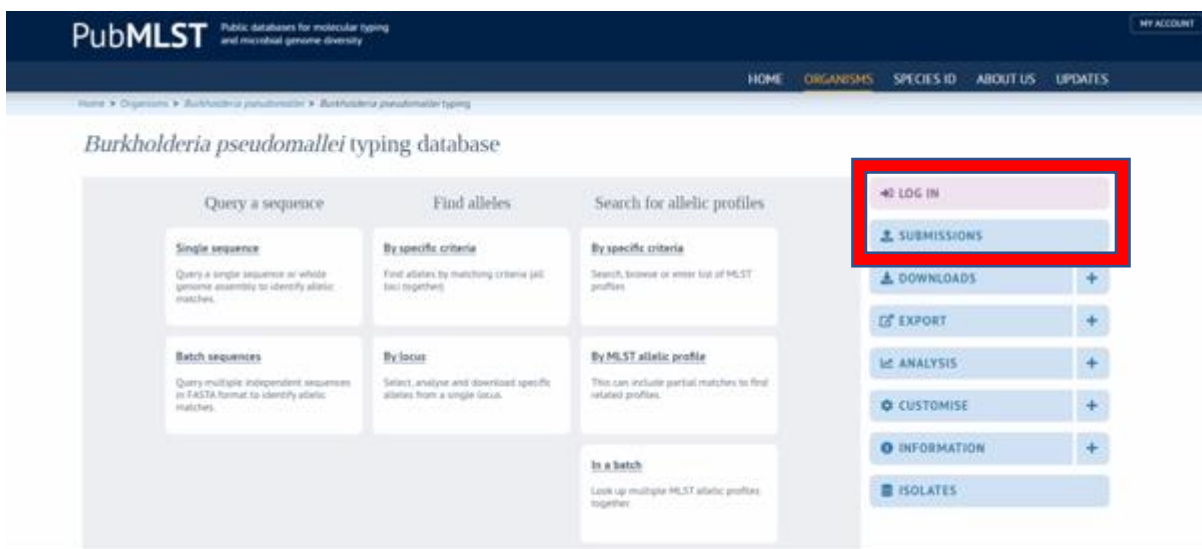 PubMLST
Public databases for molecular typing
and microbial genome diversity
MY ACCOUNT
HOME ORGANISMS SPECIES ID ABOUT US UPDATES
Home > Organisms > Burkholderia pseudomallei > Burkholderia pseudomallei typing
Burkholderia pseudomallei typing database
Query a sequence
Single sequence
Query a single sequence or whole
genome assembly to identify allelic
matches.
Batch sequences
Query multiple independent sequences
in FASTA format to identify allelic
matches.
Find alleles
By specific criteria
Find alleles by matching criteria (all
loci together)
By locus
Select, analyse and download specific
alleles from a single locus.
Search for allelic profiles
By specific criteria
Search, browse or enter list of MLST
profiles
By MLST allelic profile
This can include partial matches to find
related profiles.
In a batch
Look up multiple MLST allelic profiles
together.
LOG IN
SUBMISSIONS
DOWNLOADS +
EXPORT +
ANALYSIS +
CUSTOMISE +
INFORMATION +
ISOLATES